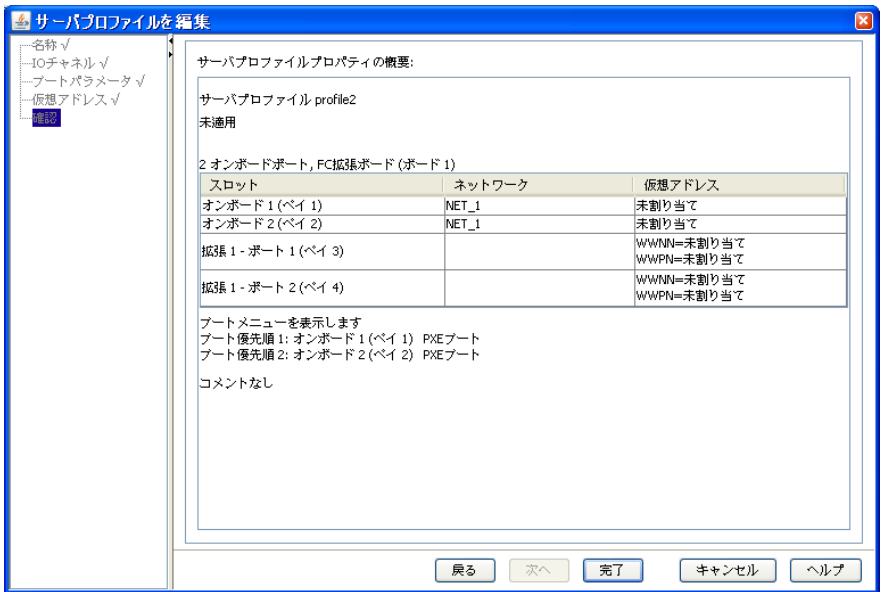 サーバプロファイルを編集
名称 √
IOチャネル √
ブートパラメータ √
仮想アドレス √
確認
サーバプロファイルプロパティの概要:
サーバプロファイル profile2
未適用
2 オンボードポート, FC拡張ボード (ボード 1)
スロット ネットワーク 仮想アドレス
オンボード 1 (ベイ 1) NET_1 未割り当て
オンボード 2 (ベイ 2) NET_1 未割り当て
拡張 1 - ポート 1 (ベイ 3) WWNN=未割り当て
WWPN=未割り当て
拡張 1 - ポート 2 (ベイ 4) WWNN=未割り当て
WWPN=未割り当て
ブートメニューを表示します
ブート優先順 1: オンボード 1 (ベイ 1) PXEブート
ブート優先順 2: オンボード 2 (ベイ 2) PXEブート
コメントなし
戻る 次へ 完了 キャンセル ヘルプ